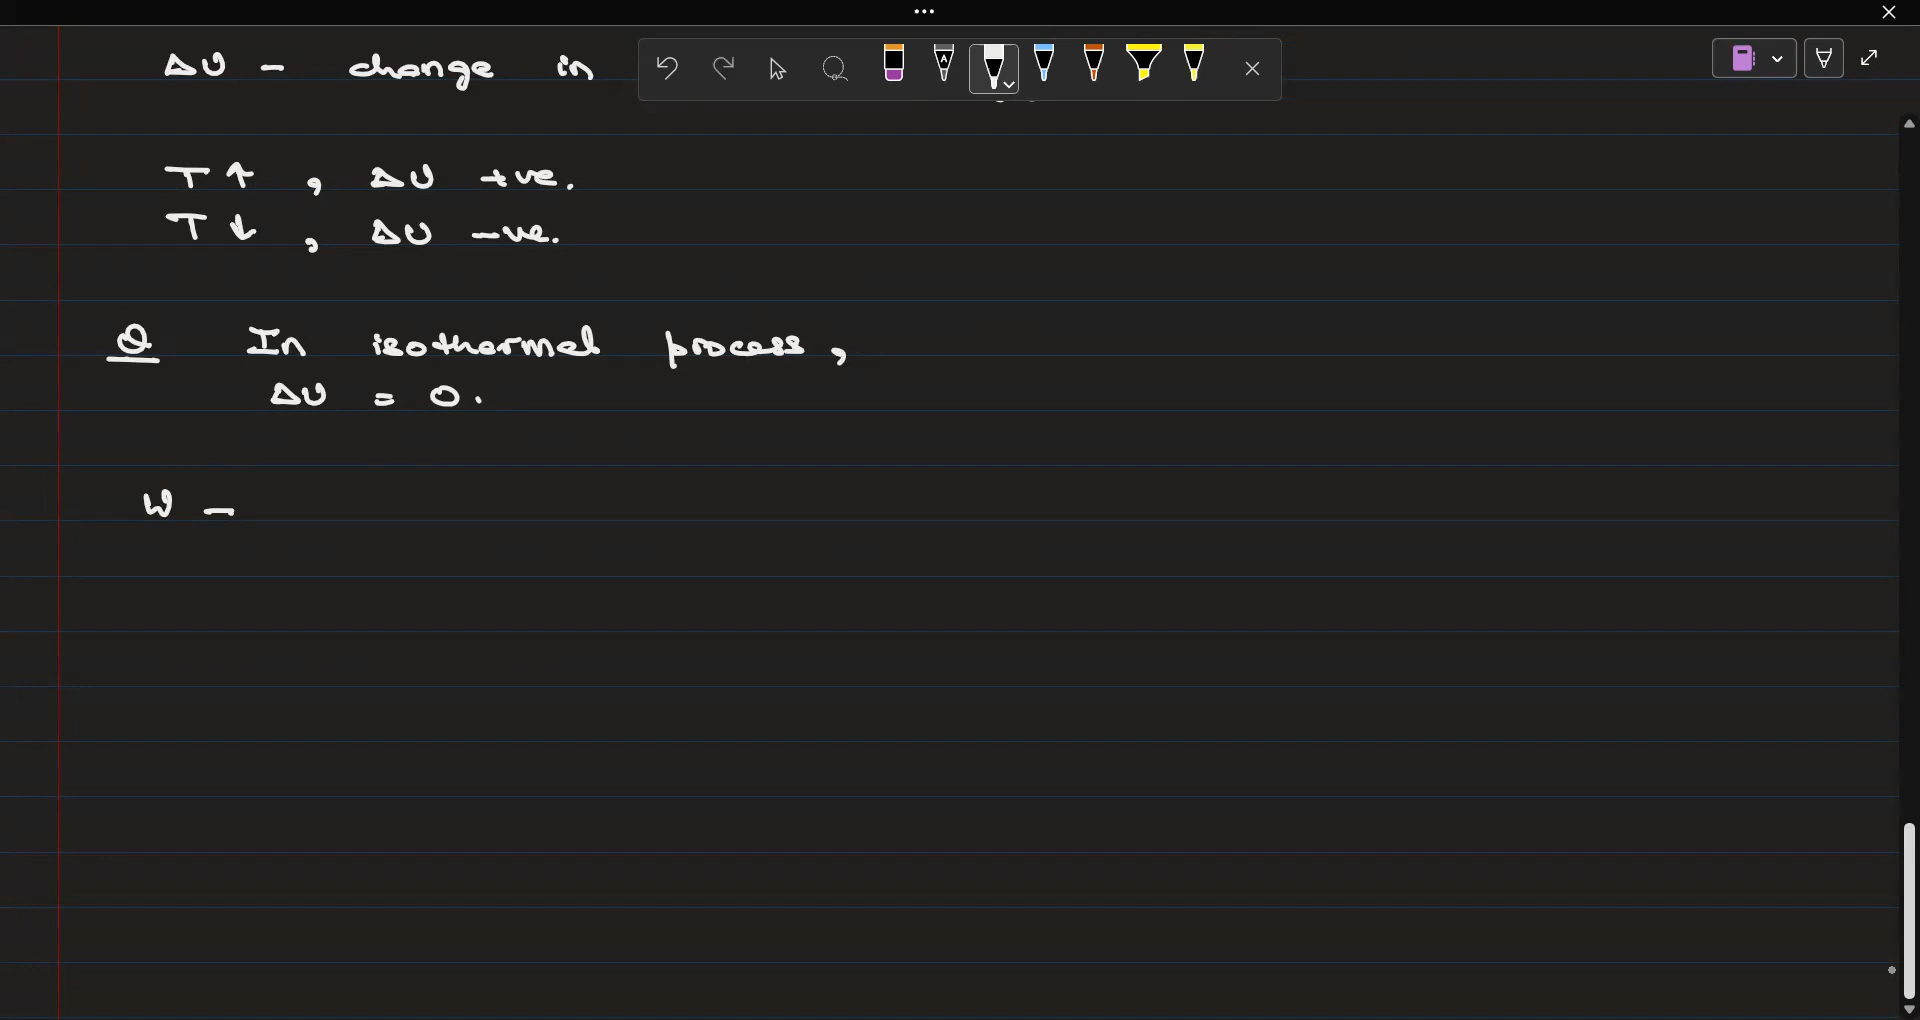 ΔU - change in
T ↑ , ΔU +ve.
T ↓ , ΔU -ve.
Q In isothermal process,
ΔU = 0.
W -